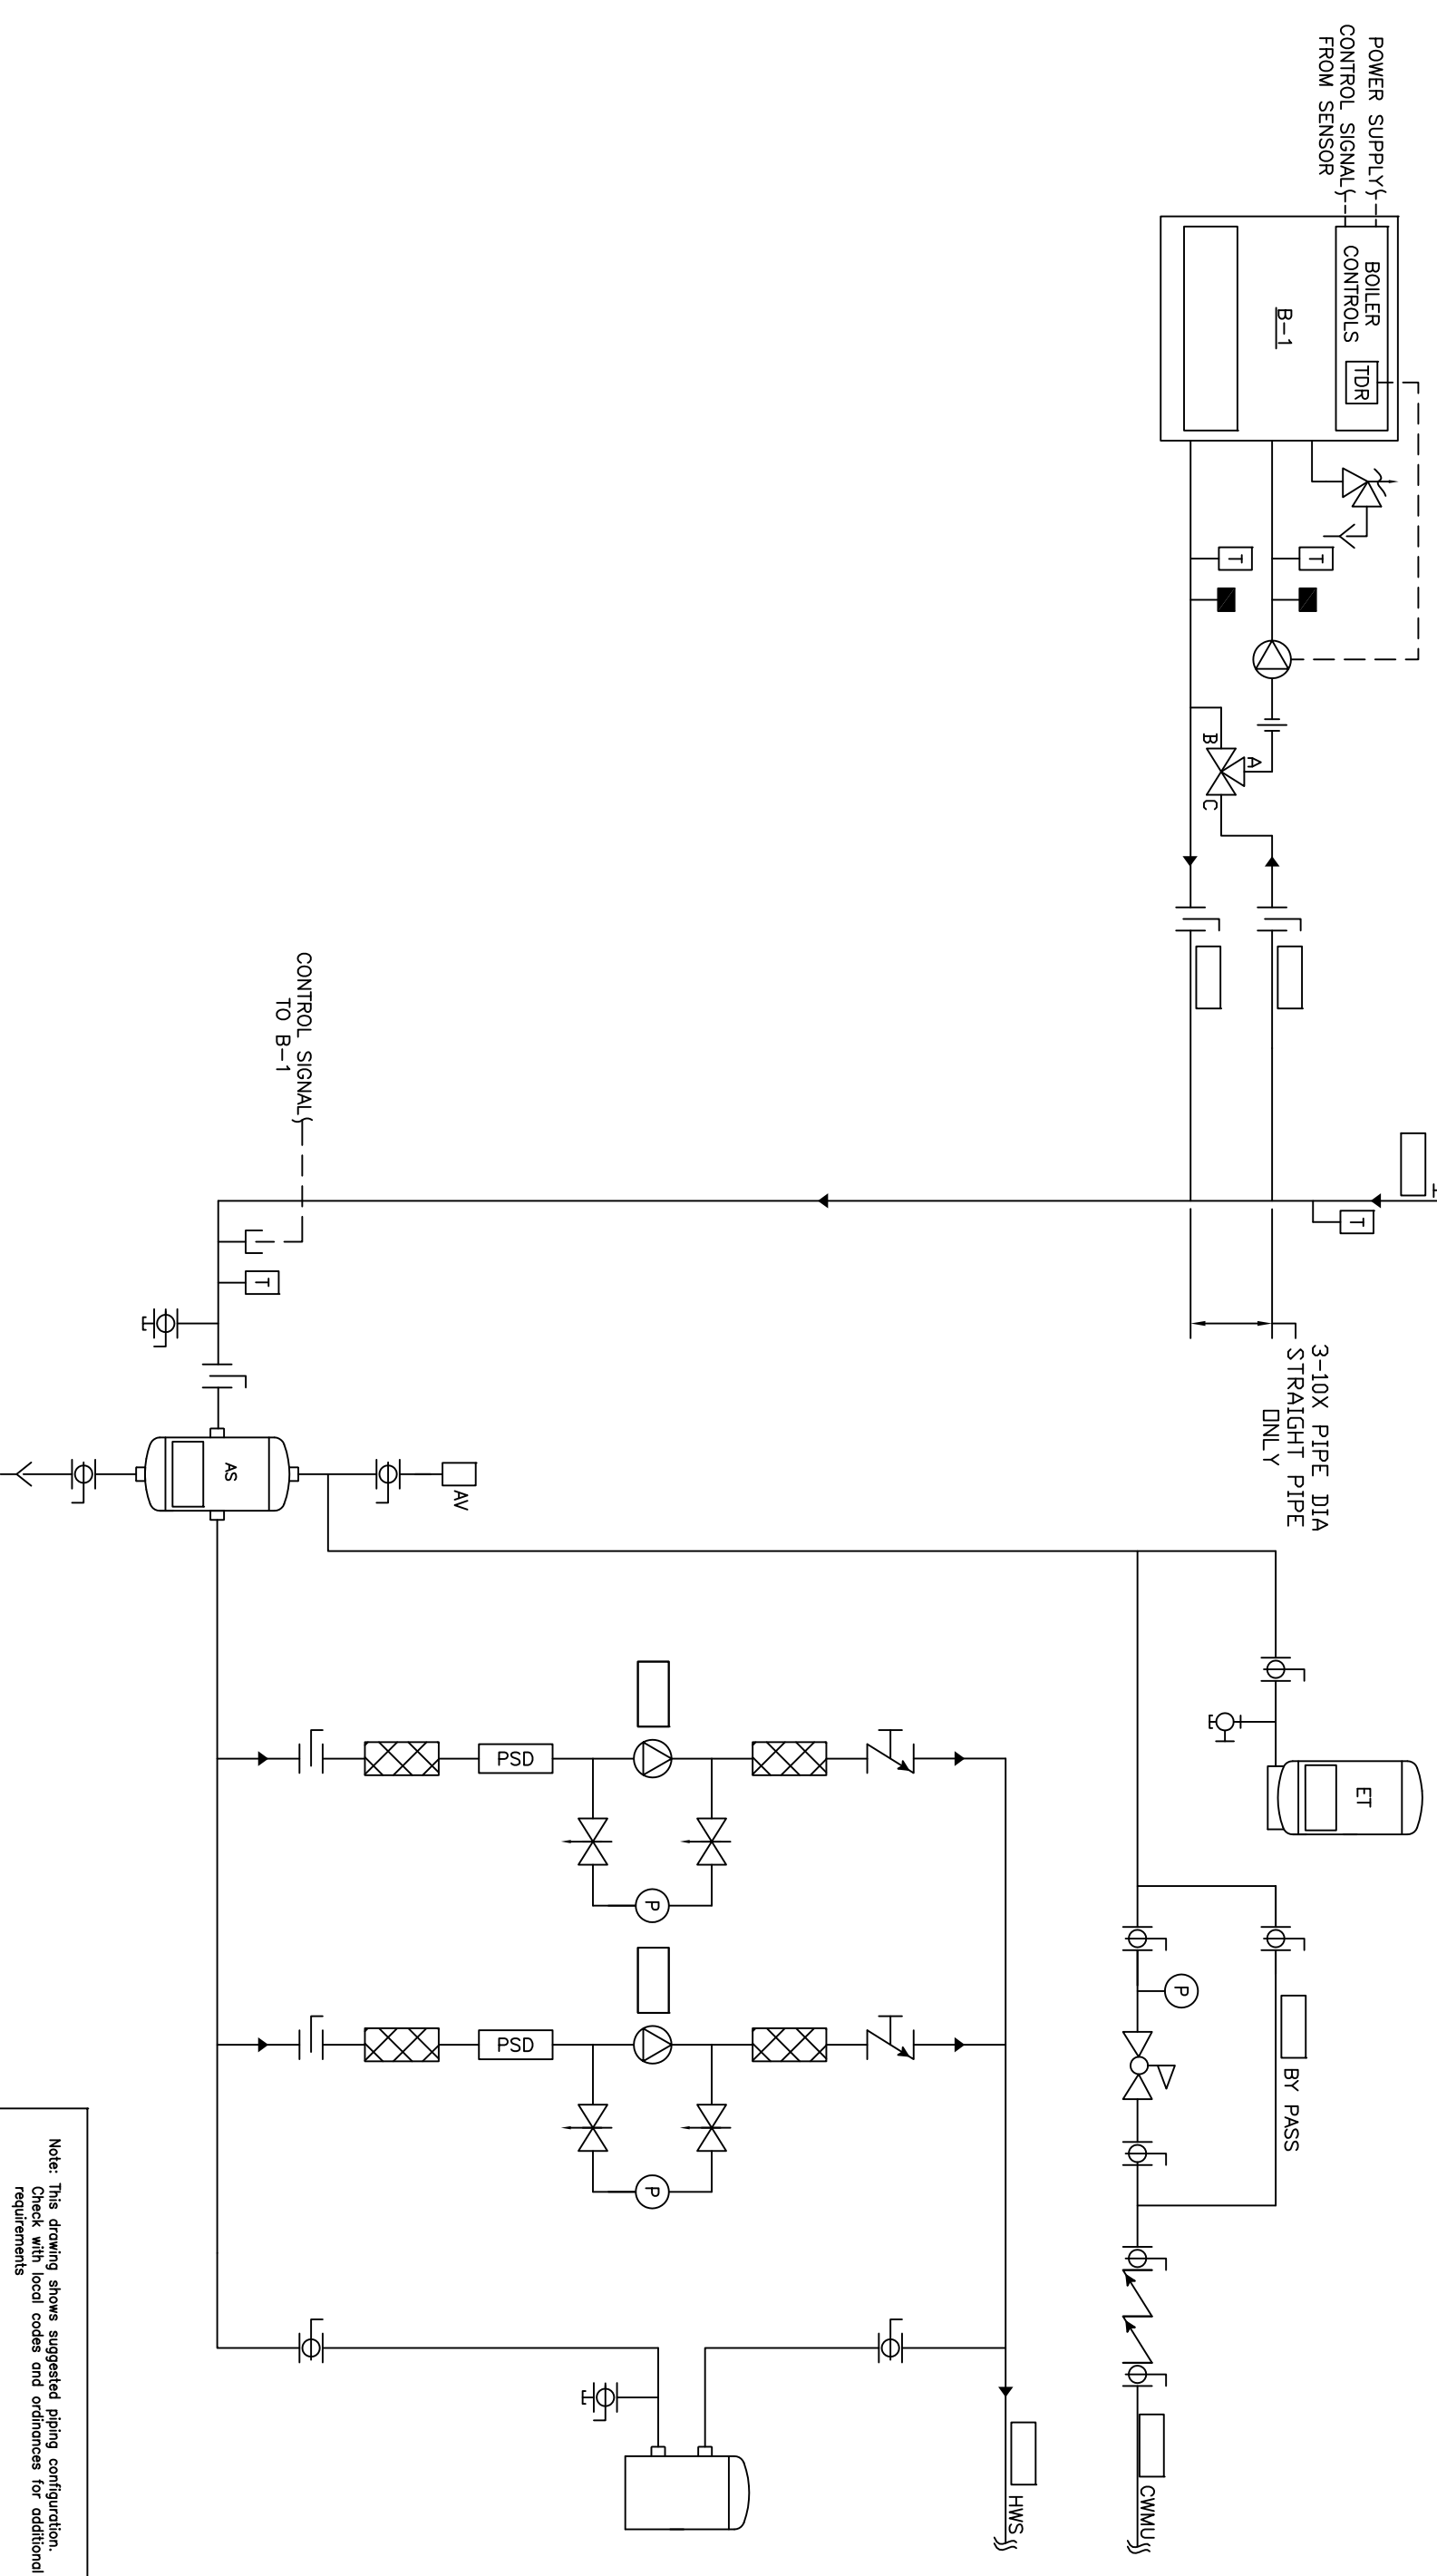 POWER SUPPLY
CONTROL SIGNAL
FROM SENSOR
BOILER
CONTROLS
TDR
B-1
T
T
A
B
C
T
3-10X PIPE DIA
STRAIGHT PIPE
ONLY
CONTROL SIGNAL
TO B-1
T
AS
AV
ET
PSD
P
PSD
P
P
BY PASS
HWS
CWMU
Note: This drawing shows suggested piping configuration.
Check with local codes and ordinances for additional
requirements